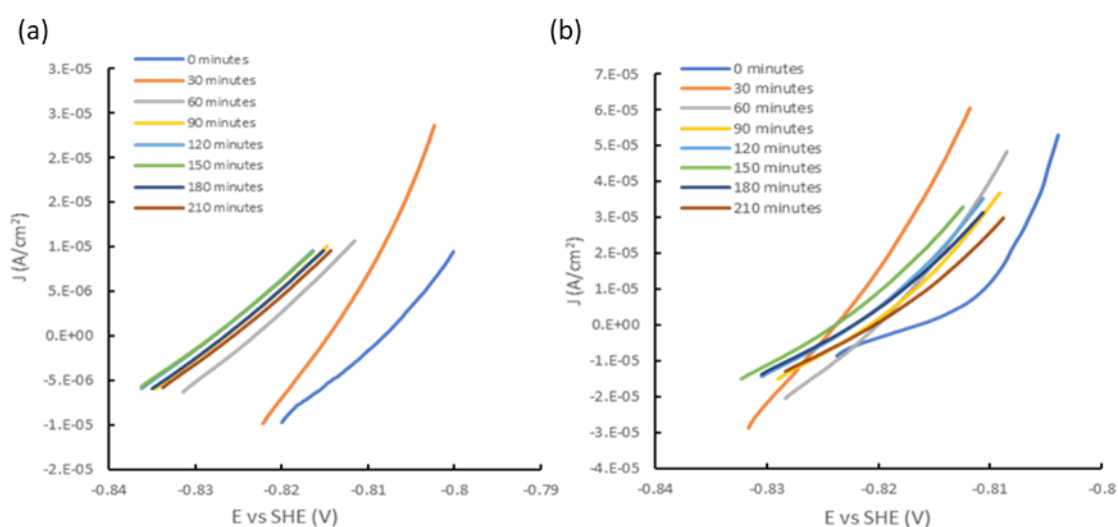 (a)
3.E-05
3.E-05
2.E-05
2.E-05
1.E-05
5.E-06
0.E+00
-5.E-06
-1.E-05
-2.E-05
J (A/cm²)
0 minutes
30 minutes
60 minutes
90 minutes
120 minutes
150 minutes
180 minutes
210 minutes
-0.84
-0.83
-0.82
-0.81
-0.8
-0.79
E vs SHE (V)
(b)
7.E-05
6.E-05
5.E-05
4.E-05
3.E-05
2.E-05
1.E-05
0.E+00
-1.E-05
-2.E-05
-3.E-05
-4.E-05
J (A/cm²)
0 minutes
30 minutes
60 minutes
90 minutes
120 minutes
150 minutes
180 minutes
210 minutes
-0.84
-0.83
-0.82
-0.81
-0.8
E vs SHE (V)